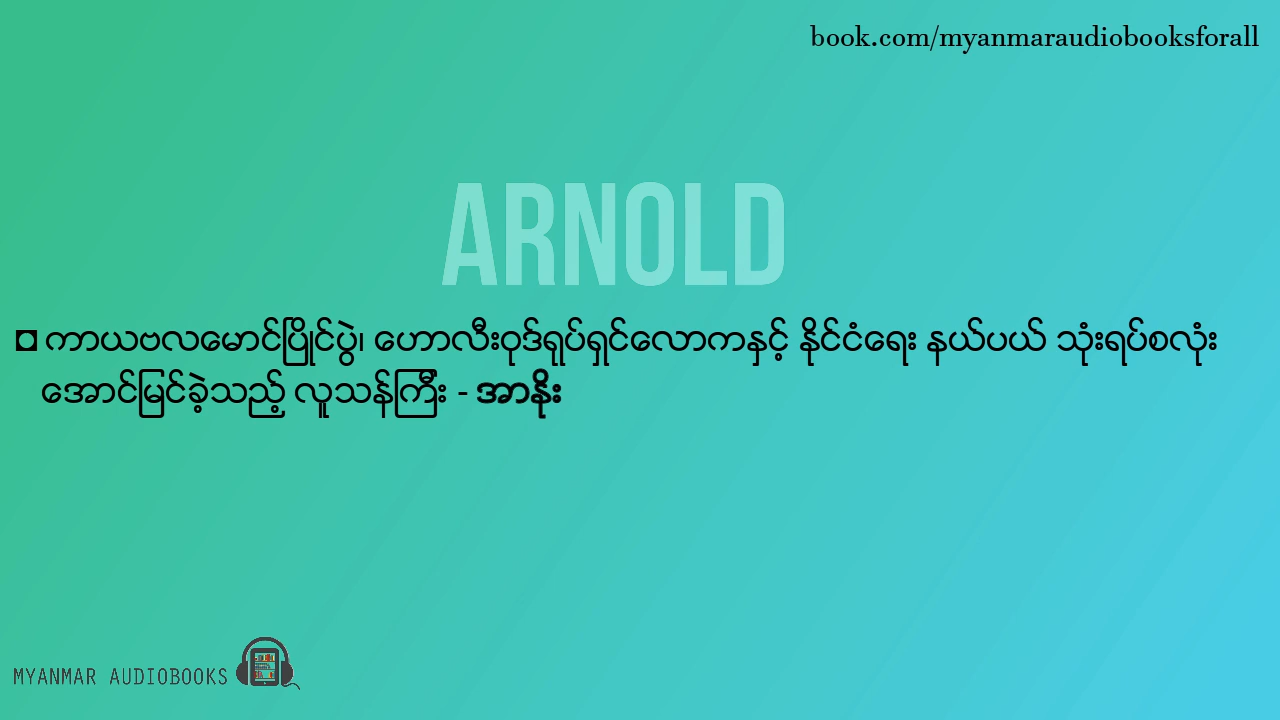 book.com/myanmaraudiobooksforall
ARNOLD
ကာယဗလမောင်ပြိုင်ပွဲ၊ ဟောလီးဝုဒ်ရုပ်ရှင်လောကနှင့် နိုင်ငံရေး နယ်ပယ် သုံးရပ်စလုံး
အောင်မြင်ခဲ့သည့် လူသန်ကြီး - အာနိုး
MYANMAR AUDIOBOOKS